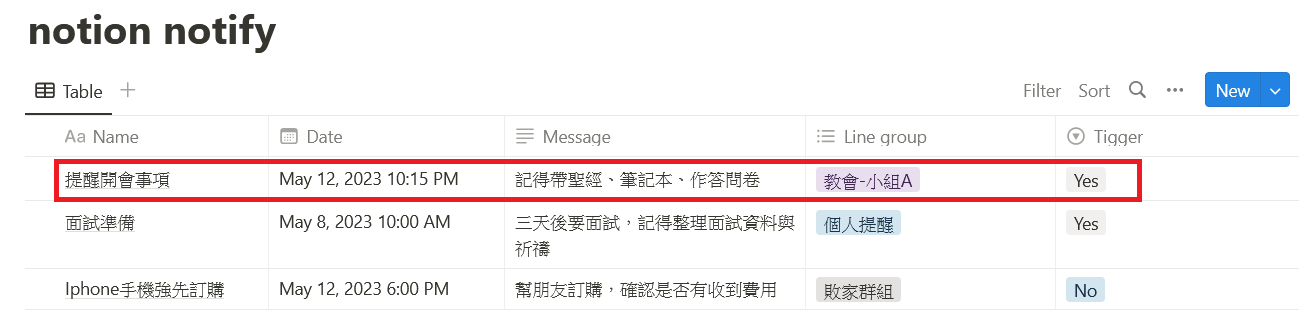 notion notify
Table
Filter Sort New
Aa Name Date Message Line group Tigger
提醒開會事項 May 12, 2023 10:15 PM 記得帶聖經、筆記本、作答問卷 教會-小組A Yes
面試準備 May 8, 2023 10:00 AM 三天後要面試，記得整理面試資料與 個人提醒 Yes
祈禱
Iphone手機強先訂購 May 12, 2023 6:00 PM 幫朋友訂購，確認是否有收到費用 敗家群組 No